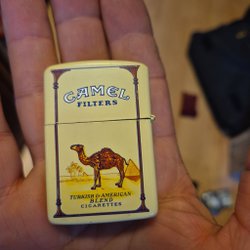 CAMEL
FILTERS
TURKISH & AMERICAN
BLEND
CIGARETTES